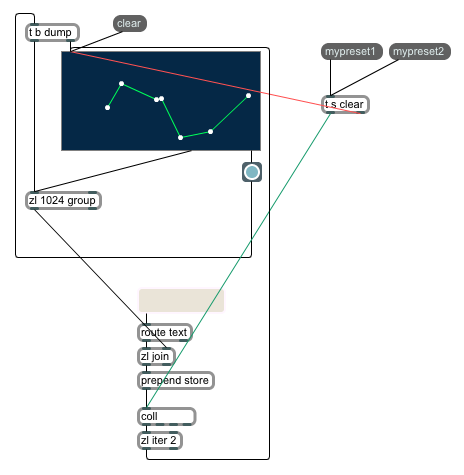 clear
t b dump
mypreset1
mypreset2
t s clear
zl 1024 group
route text
zl join
prepend store
coll
zl iter 2